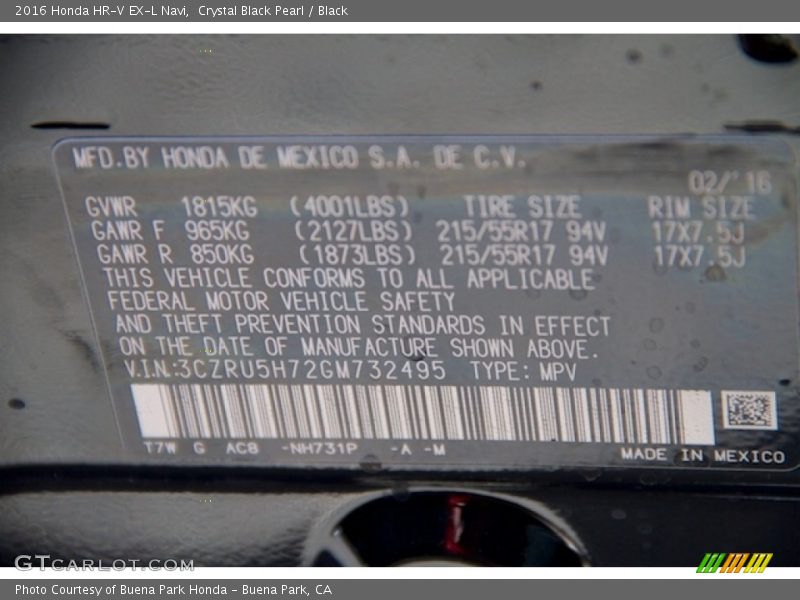 2016 Honda HR-V EX-L Navi,  Crystal Black Pearl / Black
MFD.BY HONDA DE MEXICO S.A. DE C.V.
02/'16
GVWR 1815KG (4001LBS) TIRE SIZE RIM SIZE
GAWR F 965KG (2127LBS) 215/55R17 94V 17X7.5J
GAWR R 850KG (1873LBS) 215/55R17 94V 17X7.5J
THIS VEHICLE CONFORMS TO ALL APPLICABLE
FEDERAL MOTOR VEHICLE SAFETY
AND THEFT PREVENTION STANDARDS IN EFFECT
ON THE DATE OF MANUFACTURE SHOWN ABOVE.
V.I.N:3CZRU5H72GM732495 TYPE: MPV
T7W G AC8 -NH731P -A -M
MADE IN MEXICO
GTCARLOT.COM
Photo Courtesy of Buena Park Honda - Buena Park, CA